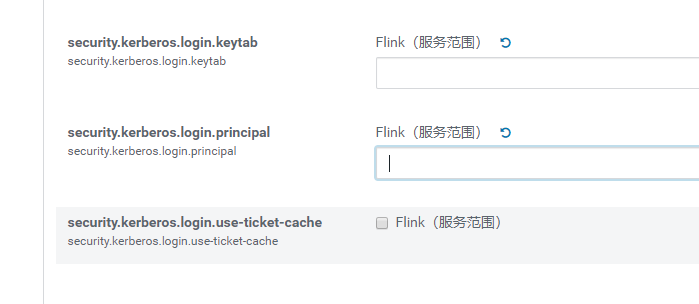 security.kerberos.login.keytab
Flink（服务范围）
security.kerberos.login.keytab
security.kerberos.login.principal
Flink（服务范围）
security.kerberos.login.principal
security.kerberos.login.use-ticket-cache
Flink（服务范围）
security.kerberos.login.use-ticket-cache